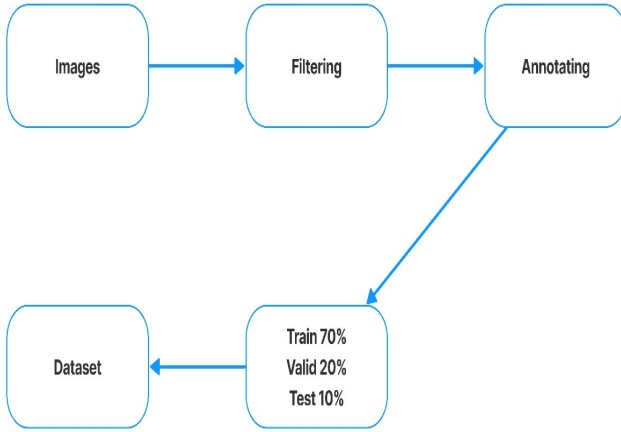 Images
Filtering
Annotating
Train 70%
Valid 20%
Test 10%
Dataset